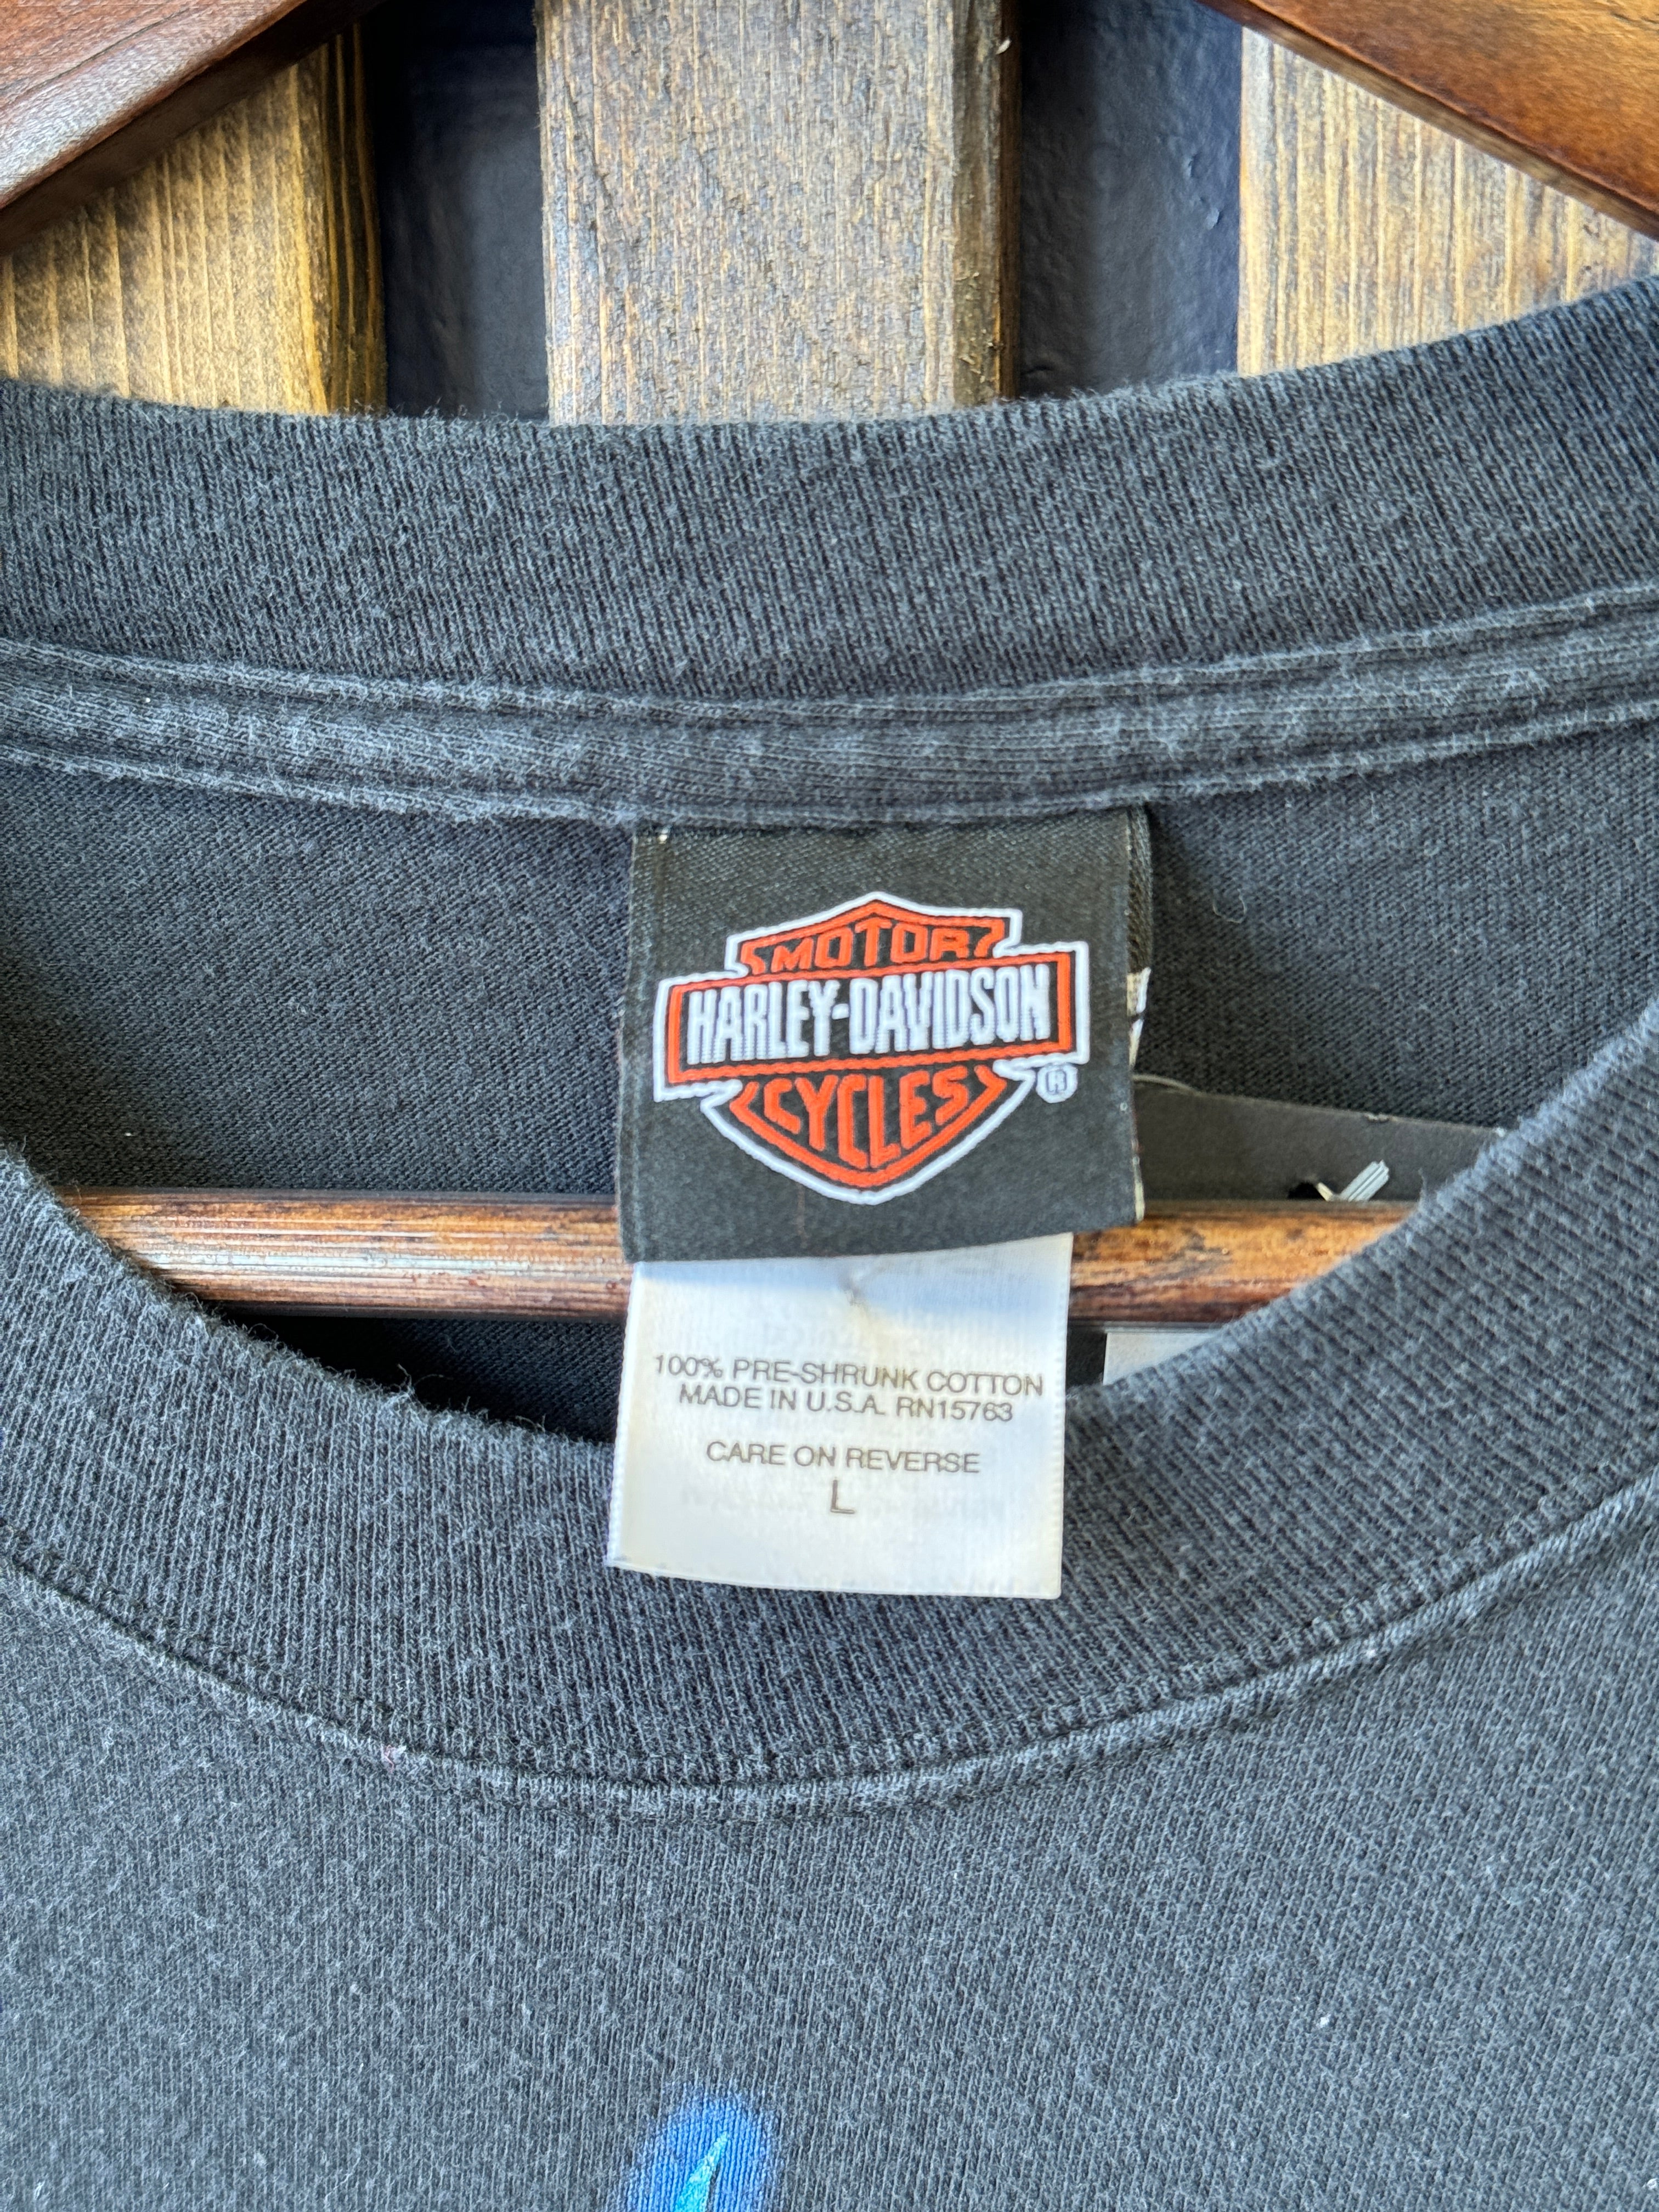 MOTOR
HARLEY-DAVIDSON
CYCLES
®
100% PRE-SHRUNK COTTON
MADE IN U.S.A. RN15763
CARE ON REVERSE
L